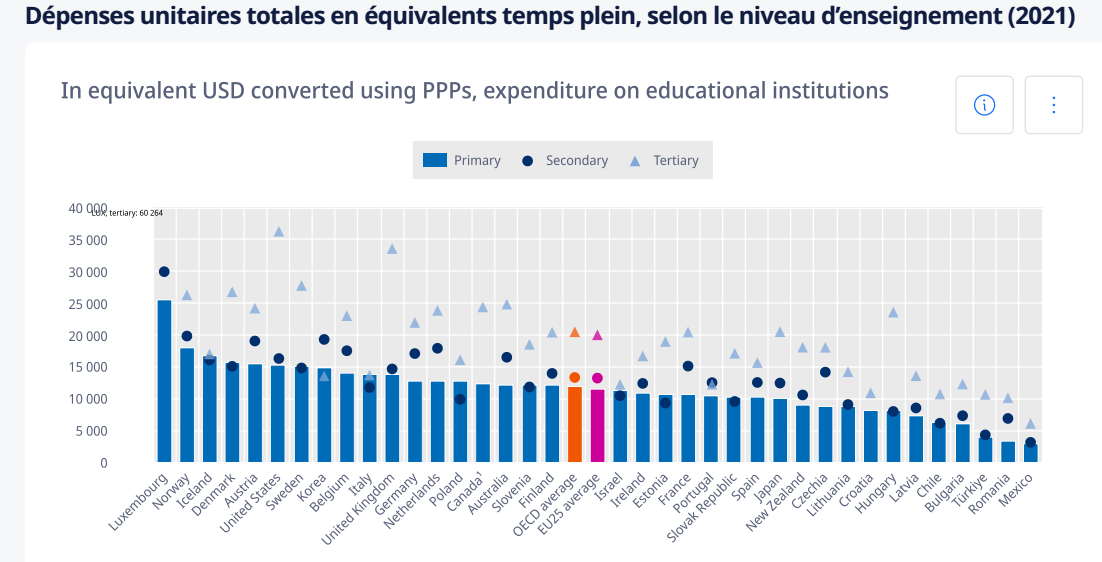 Dépenses unitaires totales en équivalents temps plein, selon le niveau d’enseignement (2021)
In equivalent USD converted using PPPs, expenditure on educational institutions
Primary Secondary Tertiary
40 000
LUX, tertiary: 60 264
35 000
30 000
25 000
20 000
15 000
10 000
5 000
0
Luxembourg
Norway
Iceland
Denmark
Austria
United States
Sweden
Korea
Belgium
Italy
United Kingdom
Germany
Netherlands
Poland
Canada¹
Australia
Slovenia
Finland
OECD average
EU25 average
Israel
Ireland
Estonia
France
Portugal
Slovak Republic
Spain
Japan
New Zealand
Czechia
Lithuania
Croatia
Hungary
Latvia
Chile
Bulgaria
Türkiye
Romania
Mexico